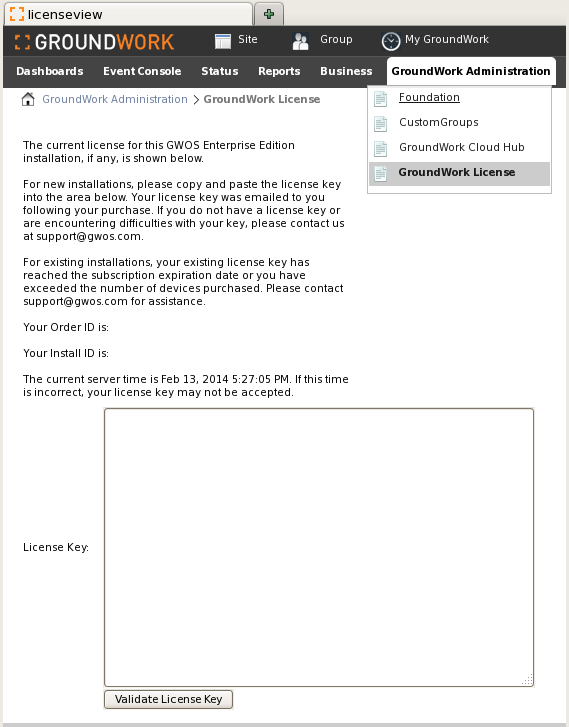 licenseview
GROUNDWORK
Site
Group
My GroundWork
Dashboards
Event Console
Status
Reports
Business
GroundWork Administration
Foundation
CustomGroups
GroundWork Cloud Hub
GroundWork License
GroundWork Administration > GroundWork License
The current license for this GWOS Enterprise Edition
installation, if any, is shown below.
For new installations, please copy and paste the license key
into the area below. Your license key was emailed to you
following your purchase. If you do not have a license key or
are encountering difficulties with your key, please contact us
at support@gwos.com.
For existing installations, your existing license key has
reached the subscription expiration date or you have
exceeded the number of devices purchased. Please contact
support@gwos.com for assistance.
Your Order ID is:
Your Install ID is:
The current server time is Feb 13, 2014 5:27:05 PM. If this time
is incorrect, your license key may not be accepted.
License Key:
Validate License Key